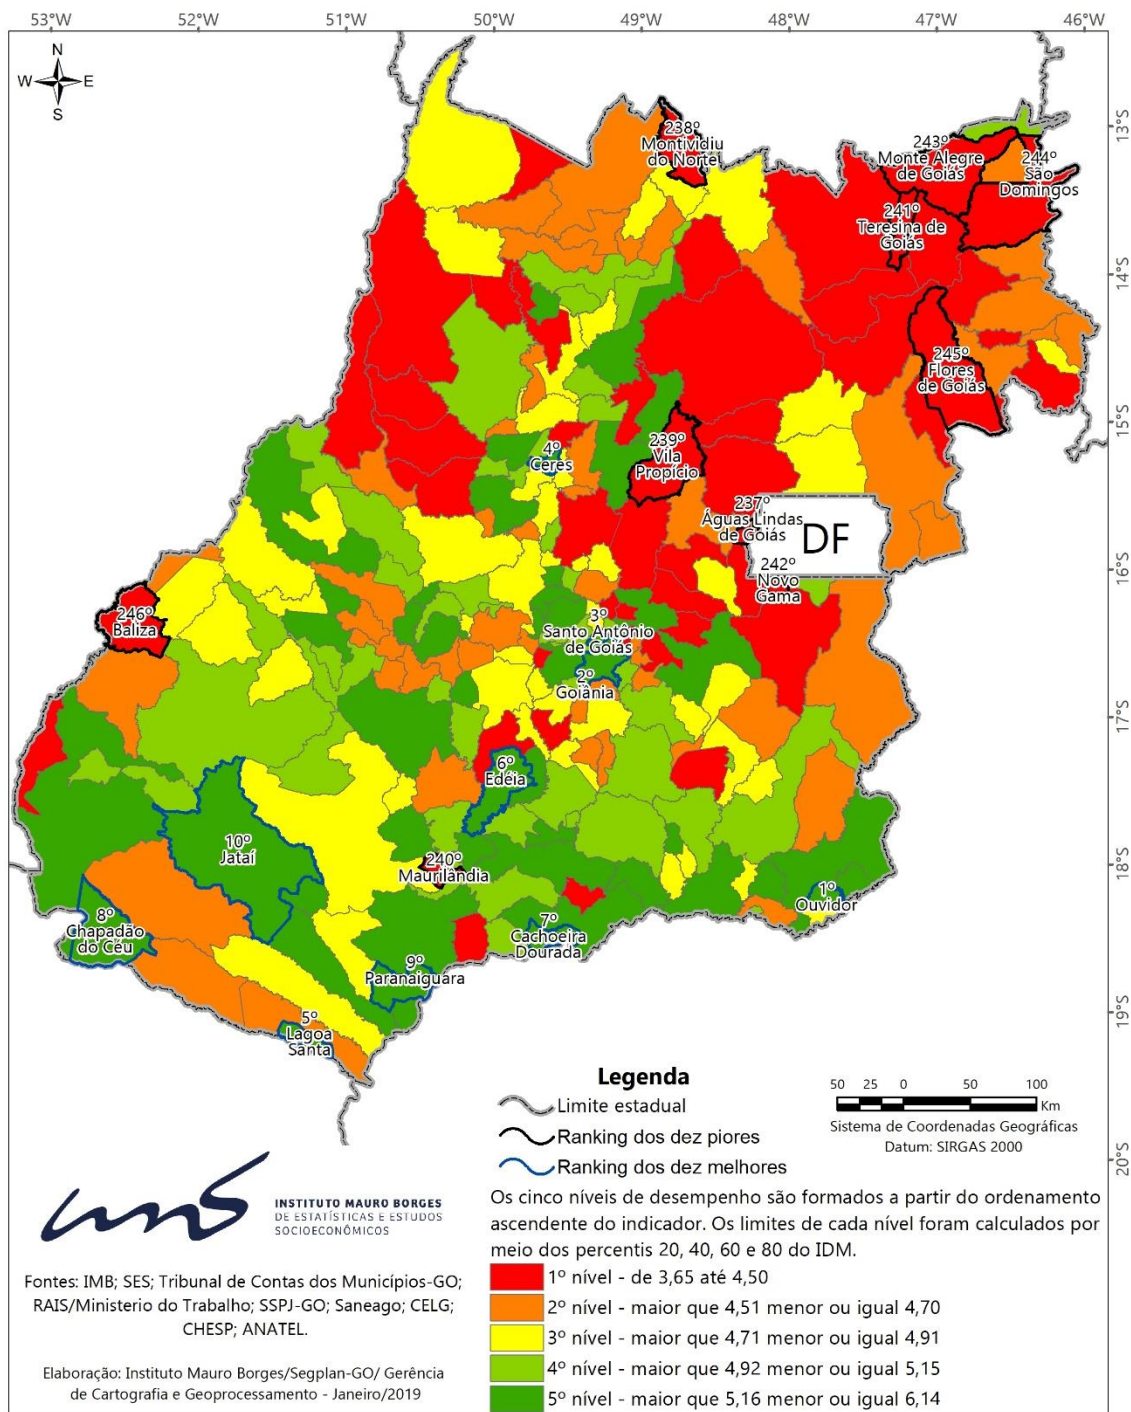 53°W 52°W 51°W 50°W 49°W 48°W 47°W 46°W
N
W E
S
13°S
14°S
15°S
16°S
17°S
18°S
19°S
20°S
238º
Montividiu
do Norte
243º
Monte Alegre
de Goiás
244º
São
Domingos
241º
Teresina de
Goiás
245º
Flores
de Goiás
4º
Ceres
239º
Vila
Propício
237º
Águas Lindas
de Goiás
DF
242º
Novo
Gama
246º
Baliza
3º
Santo Antônio
de Goiás
2º
Goiânia
6º
Edéia
10º
Jataí
240º
Maurilândia
1º
Ouvidor
8º
Chapadão
do Céu
7º
Cachoeira
Dourada
9º
Paranaiguara
5º
Lagoa
Santa
Legenda
Limite estadual
Ranking dos dez piores
Ranking dos dez melhores
50 25 0 50 100
Km
Sistema de Coordenadas Geográficas
Datum: SIRGAS 2000
Os cinco níveis de desempenho são formados a partir do ordenamento
ascendente do indicador. Os limites de cada nível foram calculados por
meio dos percentis 20, 40, 60 e 80 do IDM.
1º nível - de 3,65 até 4,50
2º nível - maior que 4,51 menor ou igual 4,70
3º nível - maior que 4,71 menor ou igual 4,91
4º nível - maior que 4,92 menor ou igual 5,15
5º nível - maior que 5,16 menor ou igual 6,14
imb
INSTITUTO MAURO BORGES
DE ESTATÍSTICAS E ESTUDOS
SOCIOECONÔMICOS
Fontes: IMB; SES; Tribunal de Contas dos Municípios-GO;
RAIS/Ministerio do Trabalho; SSPJ-GO; Saneago; CELG;
CHESP; ANATEL.
Elaboração: Instituto Mauro Borges/Segplan-GO/ Gerência
de Cartografia e Geoprocessamento - Janeiro/2019